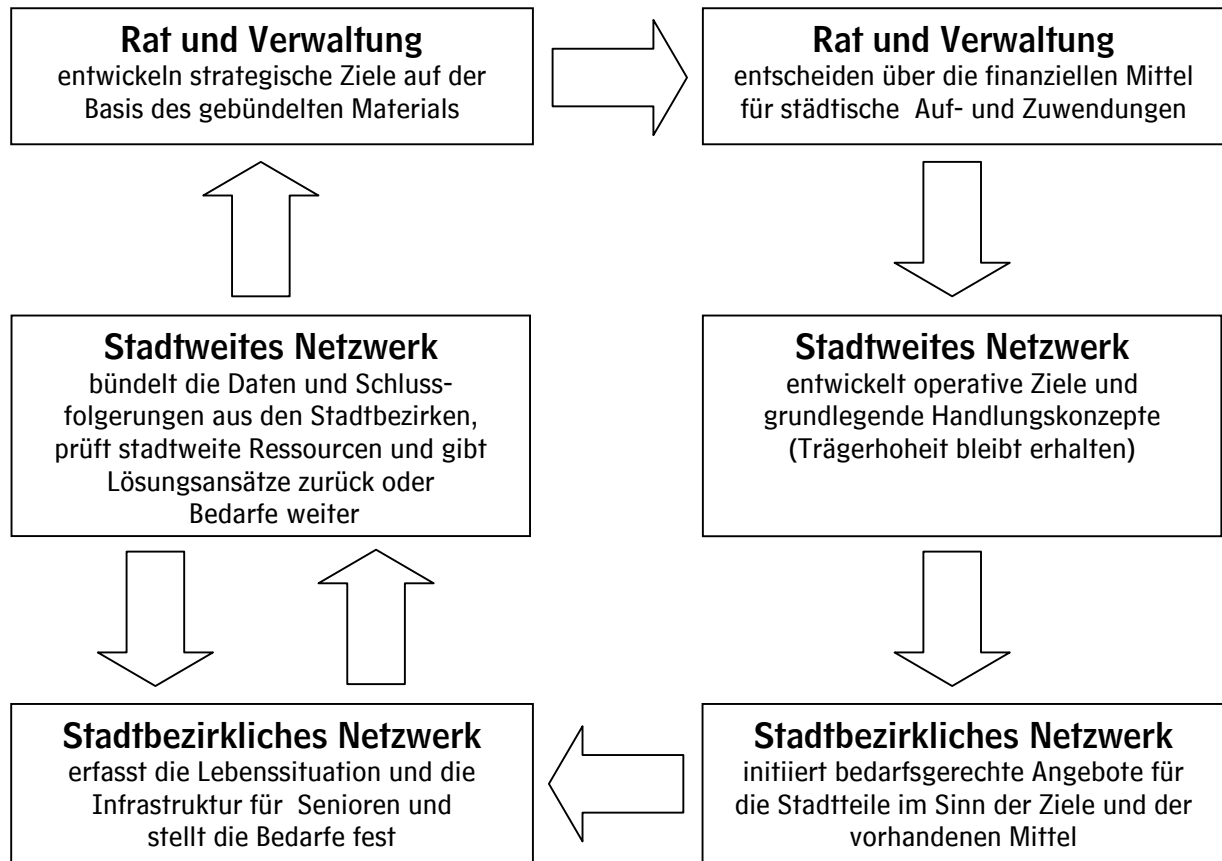 Rat und Verwaltung
entwickeln strategische Ziele auf der
Basis des gebündelten Materials
Rat und Verwaltung
entscheiden über die finanziellen Mittel
für städtische Auf- und Zuwendungen
Stadtweites Netzwerk
bündelt die Daten und Schluss-
folgerungen aus den Stadtbezirken,
prüft stadtweite Ressourcen und gibt
Lösungsansätze zurück oder
Bedarfe weiter
Stadtweites Netzwerk
entwickelt operative Ziele und
grundlegende Handlungskonzepte
(Trägerhoheit bleibt erhalten)
Stadtbezirkliches Netzwerk
erfasst die Lebenssituation und die
Infrastruktur für Senioren und
stellt die Bedarfe fest
Stadtbezirkliches Netzwerk
initiiert bedarfsgerechte Angebote für
die Stadtteile im Sinn der Ziele und der
vorhandenen Mittel